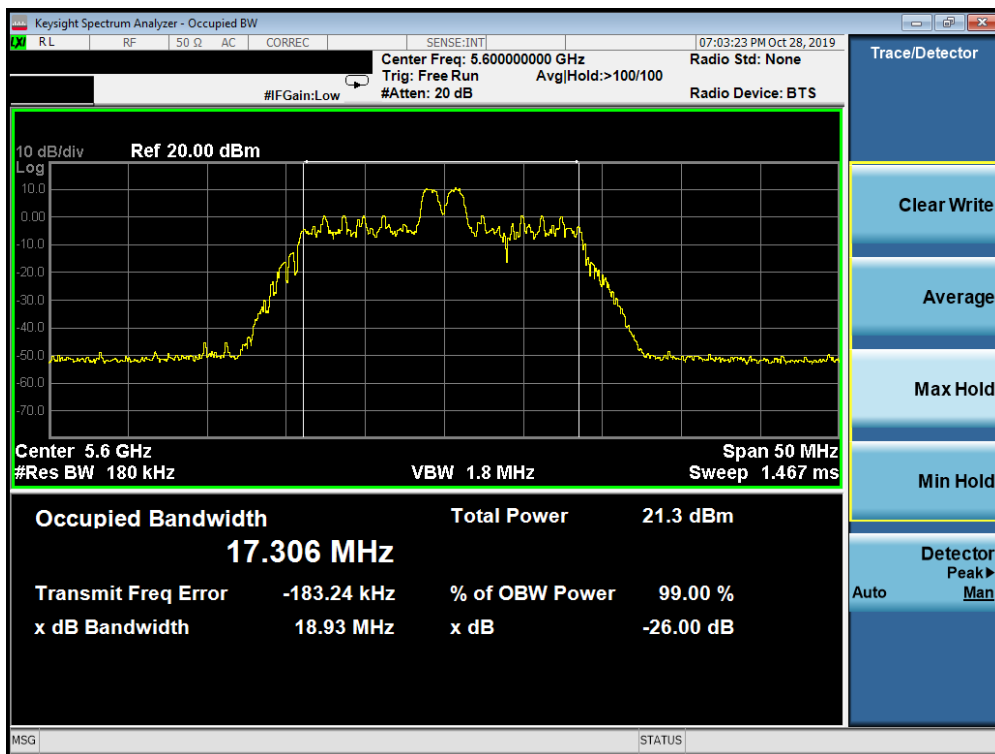 Keysight Spectrum Analyzer - Occupied BW
LXI RL RF 50 Ω AC CORREC SENSE:INT 07:03:23 PM Oct 28, 2019
Center Freq: 5.600000000 GHz Radio Std: None
Trig: Free Run Avg|Hold:>100/100
#IFGain:Low #Atten: 20 dB Radio Device: BTS
10 dB/div Ref 20.00 dBm
Log
10.0
0.00
-10.0
-20.0
-30.0
-40.0
-50.0
-60.0
-70.0
Center 5.6 GHz Span 50 MHz
#Res BW 180 kHz VBW 1.8 MHz Sweep 1.467 ms
Occupied Bandwidth Total Power 21.3 dBm
17.306 MHz
Transmit Freq Error -183.24 kHz % of OBW Power 99.00 %
x dB Bandwidth 18.93 MHz x dB -26.00 dB
MSG STATUS
Trace/Detector
Clear Write
Average
Max Hold
Min Hold
Detector
Peak▶
Auto Man